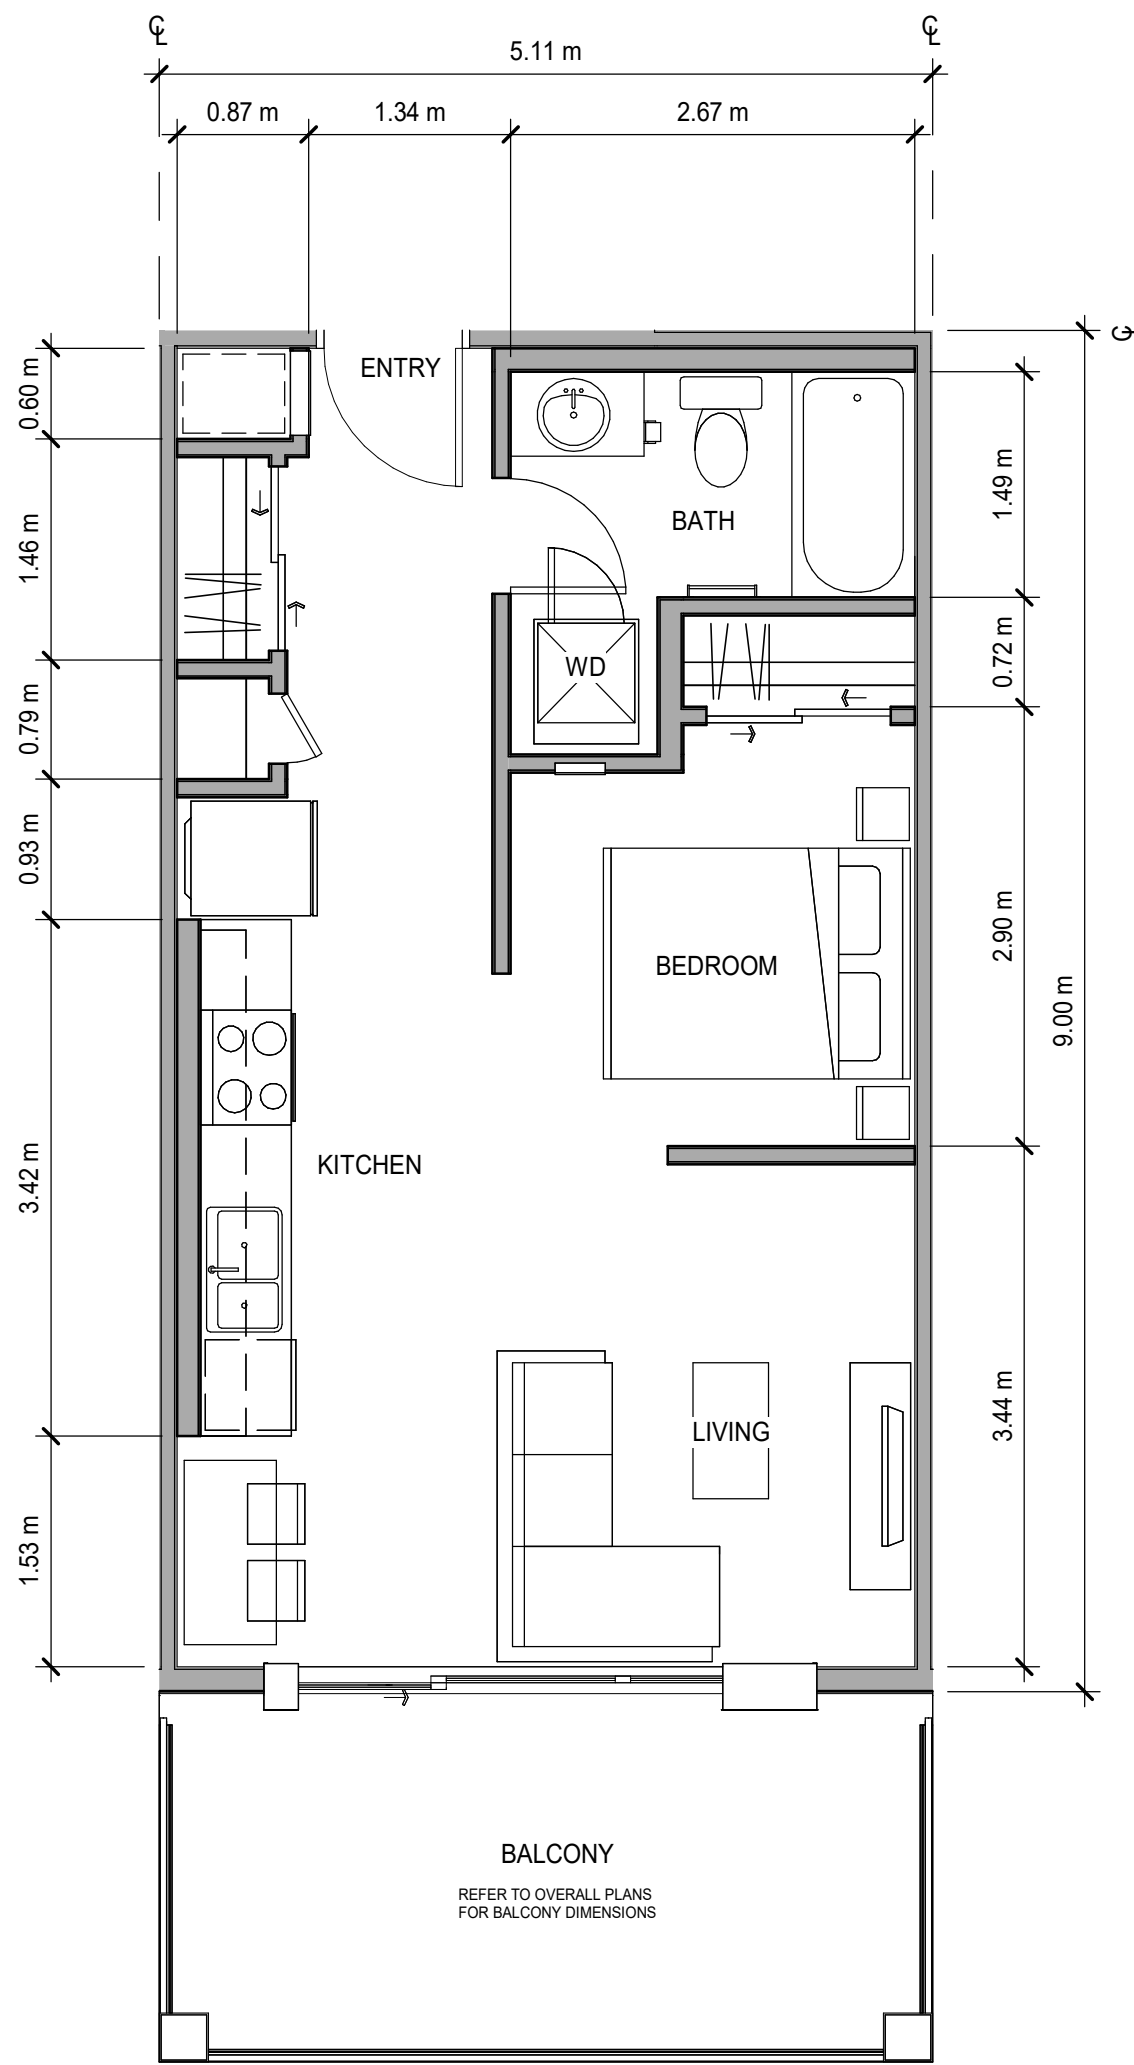 ℄
℄
5.11 m
0.87 m
1.34 m
2.67 m
℄
ENTRY
0.60 m
1.49 m
BATH
1.46 m
WD
0.72 m
0.79 m
0.93 m
2.90 m
BEDROOM
9.00 m
3.42 m
KITCHEN
3.44 m
LIVING
1.53 m
BALCONY
REFER TO OVERALL PLANS
FOR BALCONY DIMENSIONS